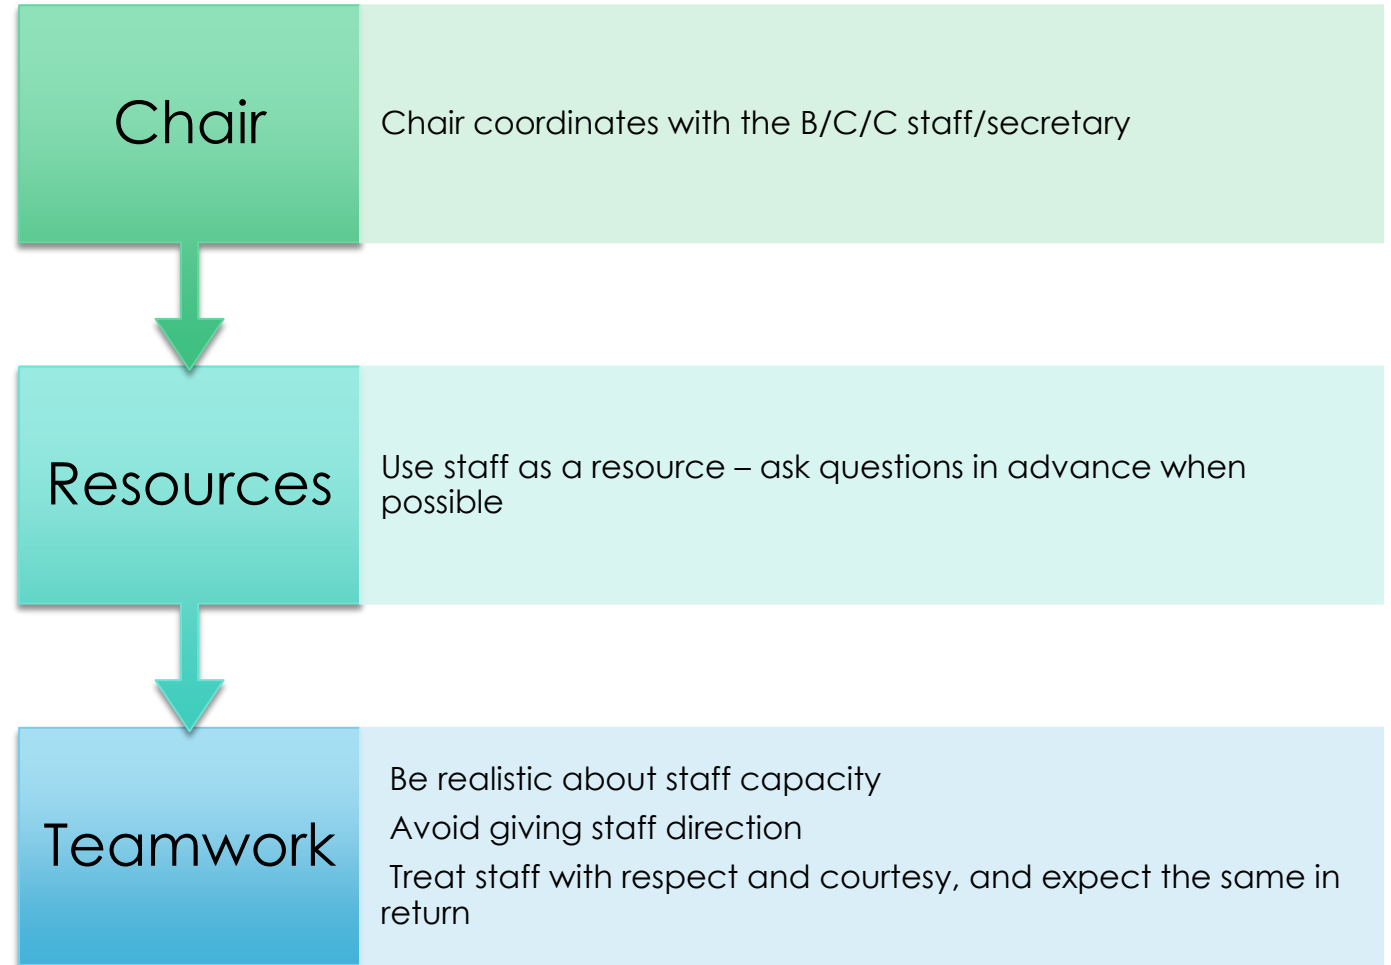 Chair
Chair coordinates with the B/C/C staff/secretary
Resources
Use staff as a resource – ask questions in advance when
possible
Teamwork
Be realistic about staff capacity
Avoid giving staff direction
Treat staff with respect and courtesy, and expect the same in
return